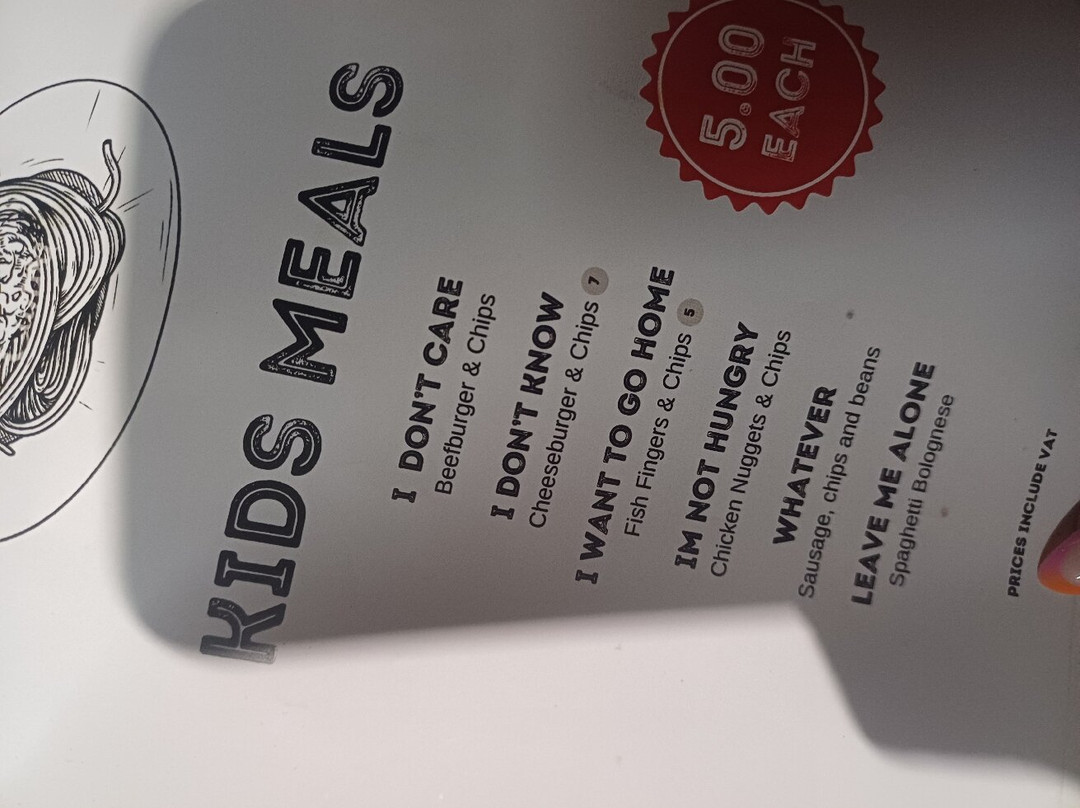 KIDS MEALS
5.00
EACH
I DON'T CARE
Beefburger & Chips
I DON'T KNOW
Cheeseburger & Chips 7
I WANT TO GO HOME
Fish Fingers & Chips 5
IM NOT HUNGRY
Chicken Nuggets & Chips
WHATEVER
Sausage, chips and beans
LEAVE ME ALONE
Spaghetti Bolognese
PRICES INCLUDE VAT